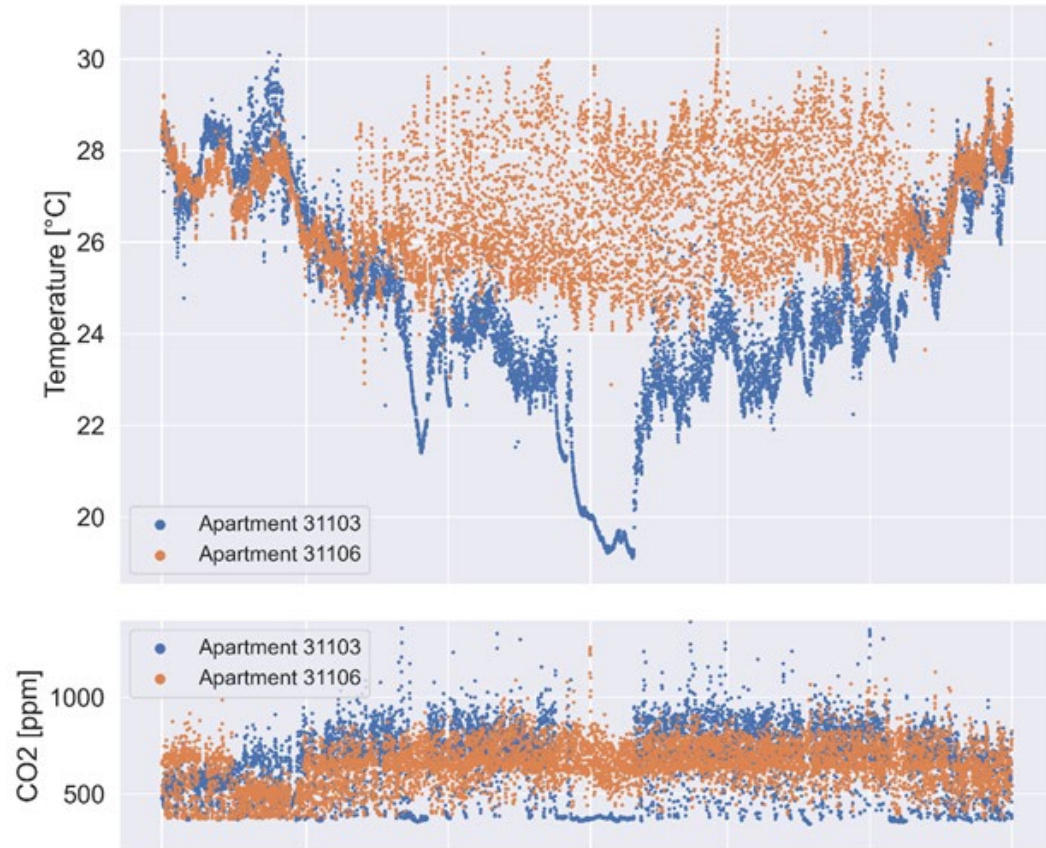 30
28
26
24
22
20
Temperature [°C]
Apartment 31103
Apartment 31106
1000
500
CO2 [ppm]
Apartment 31103
Apartment 31106